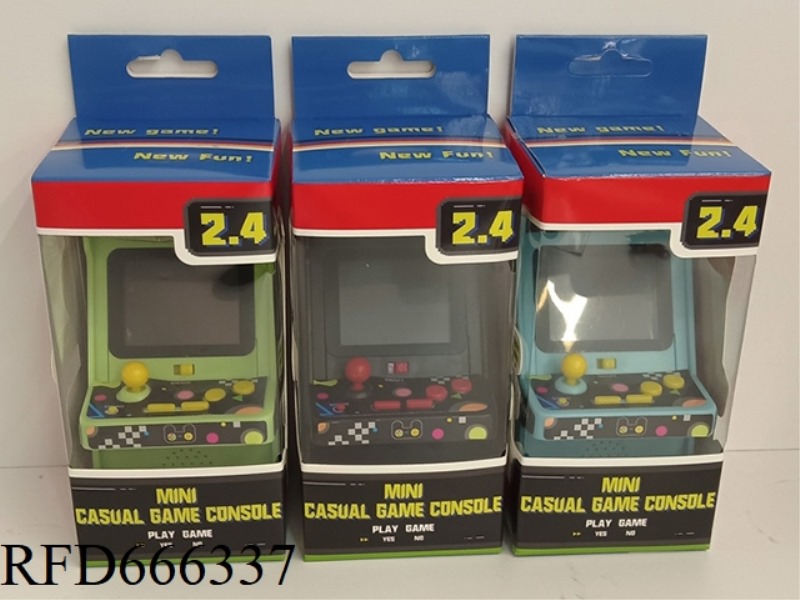 New game!
New Fun!
2.4
MINI
CASUAL GAME CONSOLE
PLAY GAME
YES NO
New game!
New Fun!
2.4
MINI
CASUAL GAME CONSOLE
PLAY GAME
YES NO
New game!
New Fun!
2.4
MINI
CASUAL GAME CONSOLE
PLAY GAME
YES NO
RFD666337